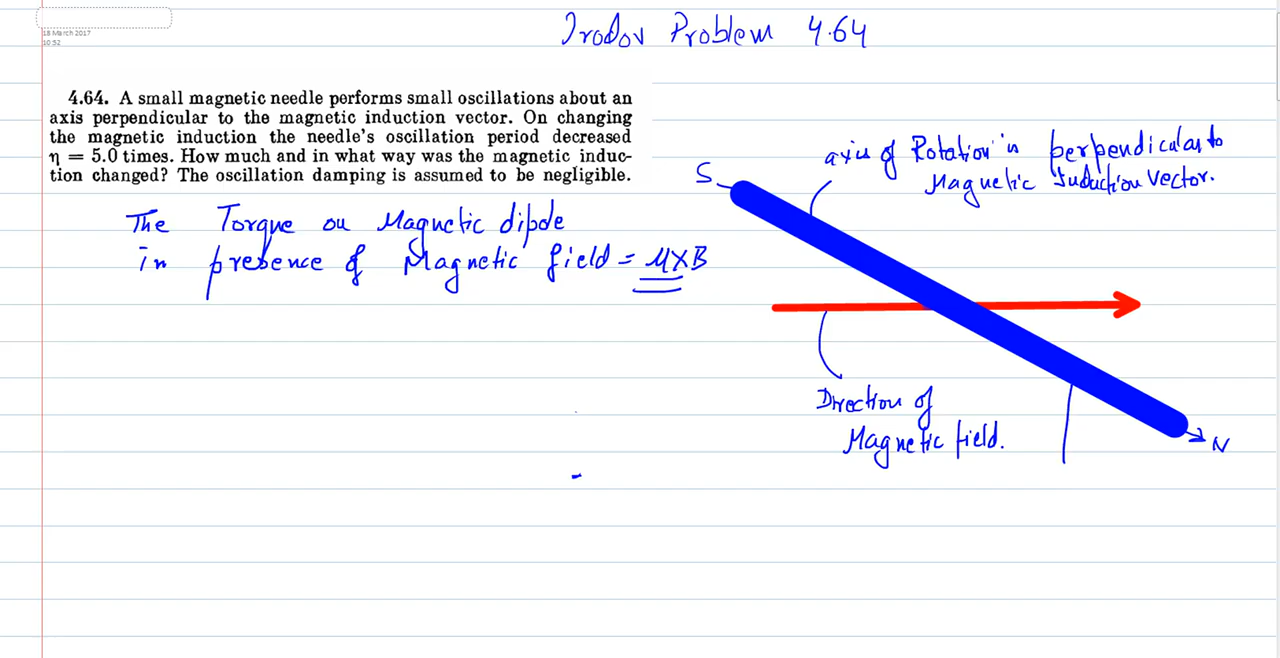 18 March 2017
10:52
Irodov Problem 4.64
4.64. A small magnetic needle performs small oscillations about an
axis perpendicular to the magnetic induction vector. On changing
the magnetic induction the needle's oscillation period decreased
η = 5.0 times. How much and in what way was the magnetic induc-
tion changed? The oscillation damping is assumed to be negligible.
The Torque on Magnetic dipole
in presence of Magnetic field = M×B
axis of Rotation is perpendicular to
Magnetic Induction Vector.
S
Direction of
Magnetic field.
N